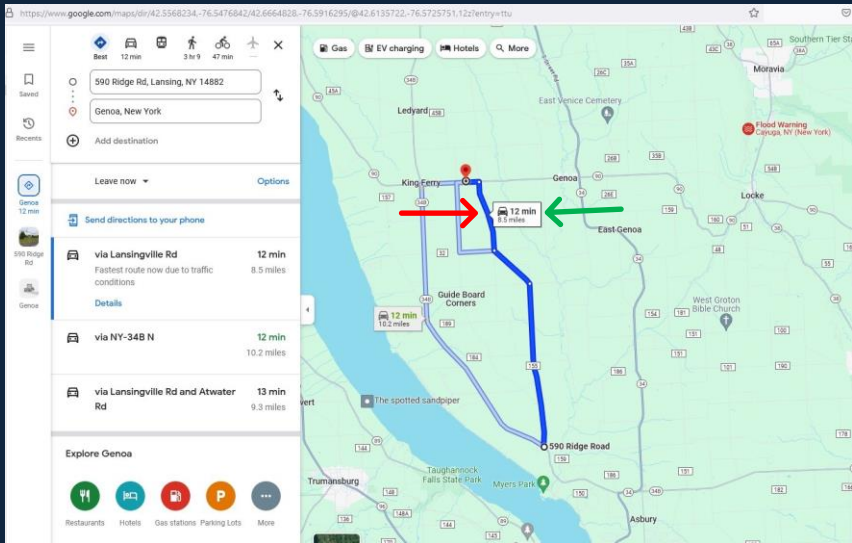 https://www.google.com/maps/dir/42.5568234,-76.5476842/42.6664828,-76.5916295/@42.6135722,-76.5725751,12z?entry=ttu
Best
12 min
3 hr 9
47 min
—
590 Ridge Rd, Lansing, NY 14882
Genoa, New York
Add destination
Leave now
Options
Send directions to your phone
via Lansingville Rd
12 min
Fastest route now due to traffic
8.5 miles
conditions
Details
via NY-34B N
12 min
10.2 miles
via Lansingville Rd and Atwater
13 min
Rd
9.3 miles
Explore Genoa
Restaurants
Hotels
Gas stations
Parking Lots
More
Saved
Recents
Genoa
12 min
590 Ridge
Rd
Genoa
Gas
EV charging
Hotels
More
Southern Tier Sta
Moravia
East Venice Cemetery
Ledyard
Flood Warning
Cayuga, NY (New York)
King Ferry
Genoa
Locke
12 min
8.5 miles
East Genoa
Guide Board
Corners
12 min
10.2 miles
West Groton
Bible Church
The spotted sandpiper
590 Ridge Road
vert
Taughannock
Falls State Park
Myers Park
Trumansburg
Asbury